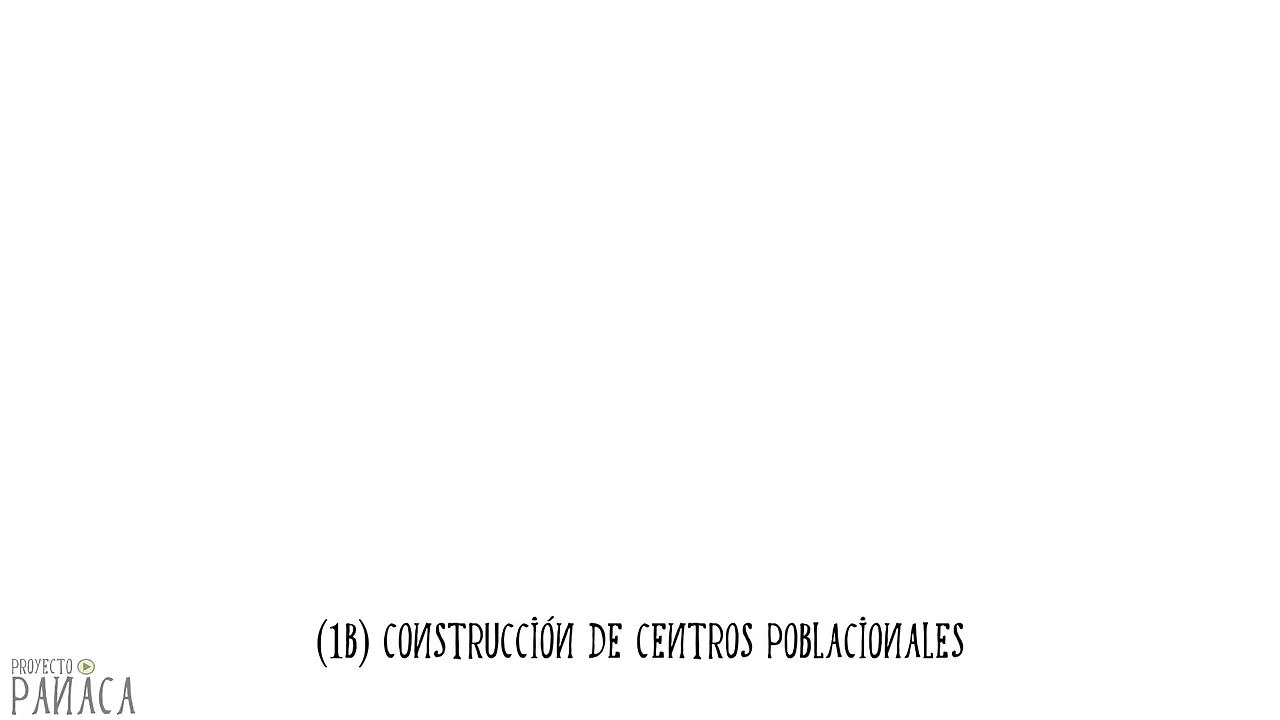 (1B) CONSTRUCCIÓN DE CENTROS POBLACIONALES
PROYECTO
PANACA